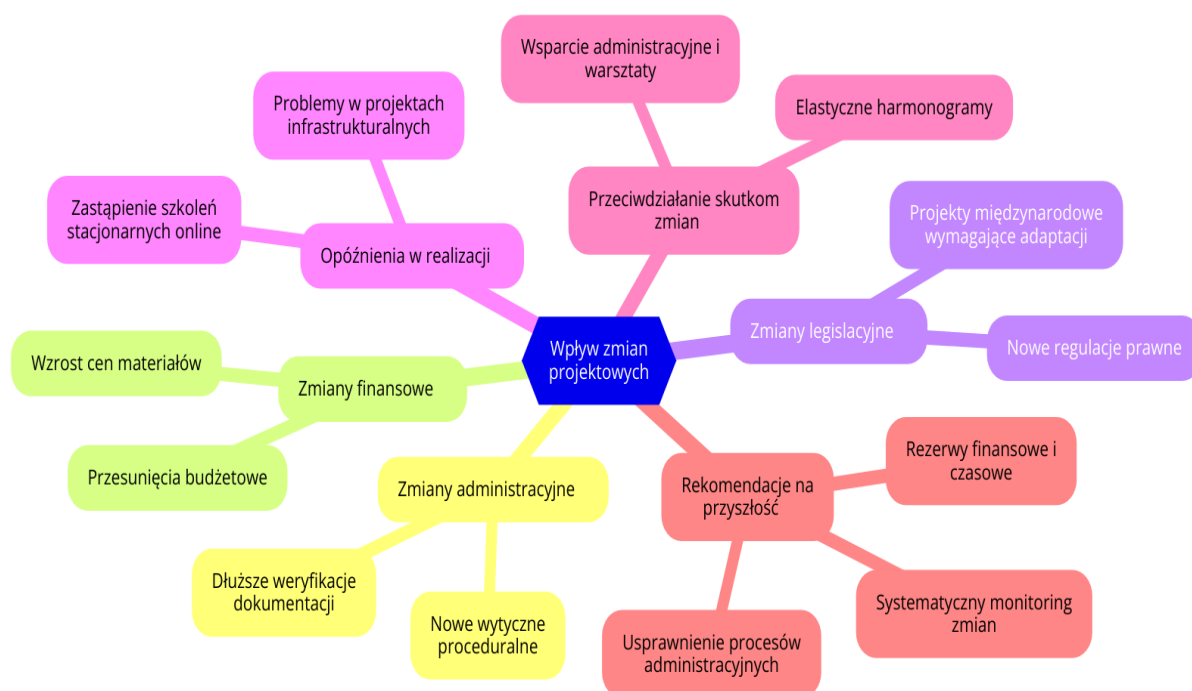 Wsparcie administracyjne i
warsztaty
Elastyczne harmonogramy
Przeciwdziałanie skutkom
zmian
Problemy w projektach
infrastrukturalnych
Zastąpienie szkoleń
stacjonarnych online
Opóźnienia w realizacji
Projekty międzynarodowe
wymagające adaptacji
Zmiany legislacyjne
Nowe regulacje prawne
Wpływ zmian
projektowych
Wzrost cen materiałów
Zmiany finansowe
Przesunięcia budżetowe
Zmiany administracyjne
Dłuższe weryfikacje
dokumentacji
Nowe wytyczne
proceduralne
Rekomendacje na
przyszłość
Rezerwy finansowe i
czasowe
Systematyczny monitoring
zmian
Usprawnienie procesów
administracyjnych